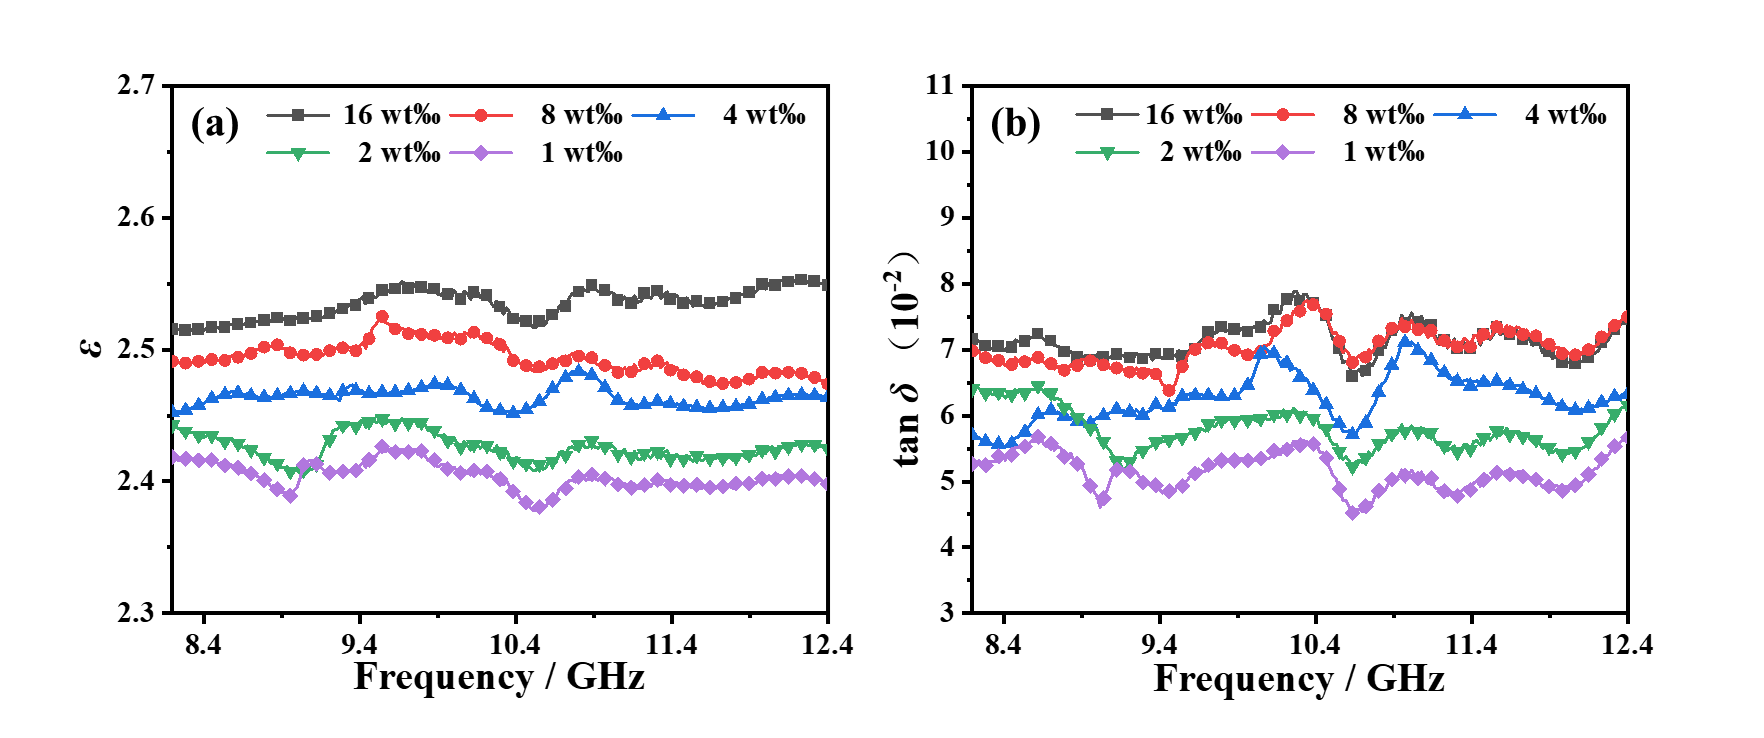 (a) 16 wt‰ 8 wt‰ 4 wt‰
2 wt‰ 1 wt‰
2.7
2.6
2.5
2.4
2.3
ε
8.4 9.4 10.4 11.4 12.4
Frequency / GHz
(b) 16 wt‰ 8 wt‰ 4 wt‰
2 wt‰ 1 wt‰
11
10
9
8
7
6
5
4
3
tan δ (10-2)
8.4 9.4 10.4 11.4 12.4
Frequency / GHz